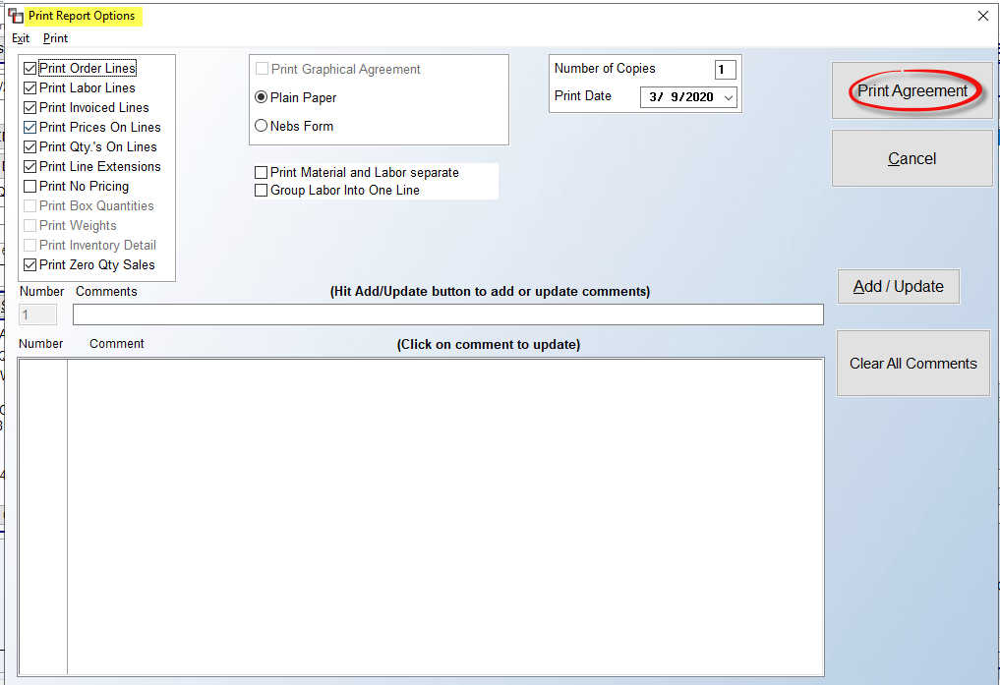 Print Report Options
Exit Print
Print Order Lines
Print Labor Lines
Print Invoiced Lines
Print Prices On Lines
Print Qty.'s On Lines
Print Line Extensions
Print No Pricing
Print Box Quantities
Print Weights
Print Inventory Detail
Print Zero Qty Sales
Print Graphical Agreement
Plain Paper
Nebs Form
Print Material and Labor separate
Group Labor Into One Line
Number of Copies 1
Print Date 3/ 9/2020
Print Agreement
Cancel
Number Comments (Hit Add/Update button to add or update comments)
1
Add / Update
Number Comment (Click on comment to update)
Clear All Comments